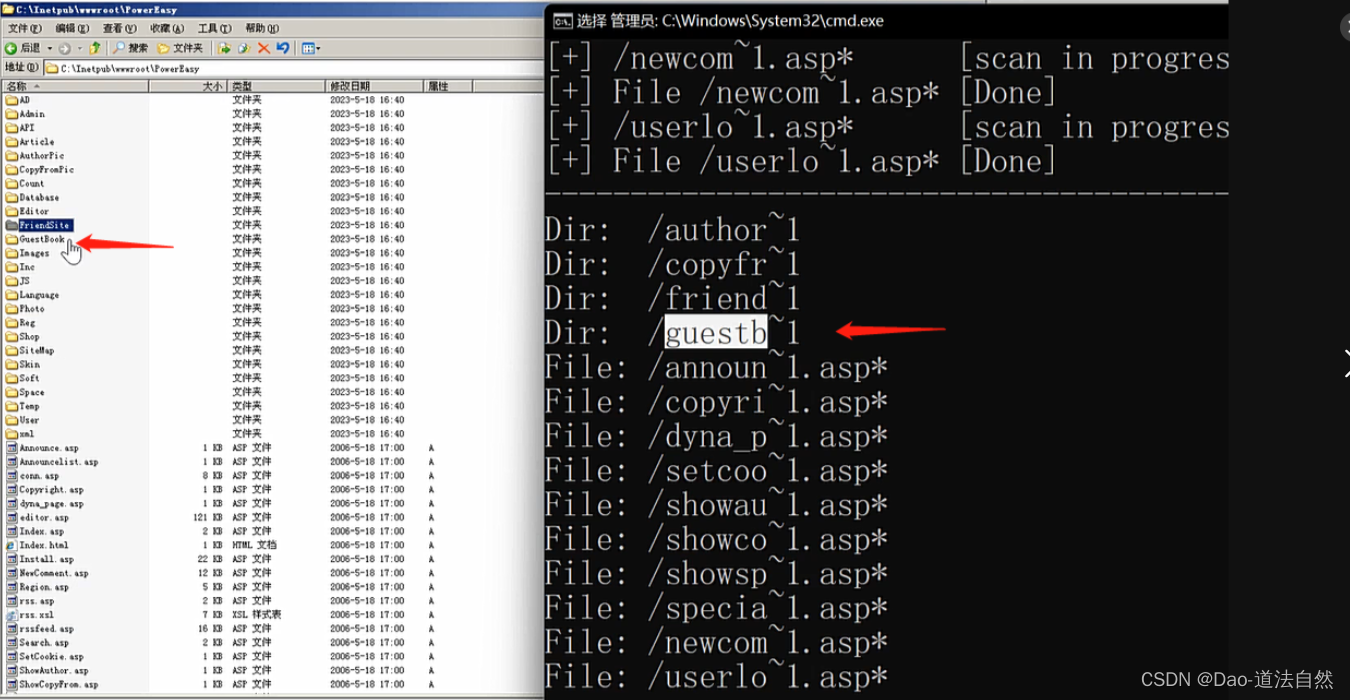 C:\Inetpub\wwwroot\PowerEasy
文件(F) 编辑(E) 查看(V) 收藏(A) 工具(T) 帮助(H)
后退 搜索 文件夹
地址(D) C:\Inetpub\wwwroot\PowerEasy
名称 大小 类型 修改日期 属性
AD 文件夹 2023-5-18 16:40
Admin 文件夹 2023-5-18 16:40
API 文件夹 2023-5-18 16:40
Article 文件夹 2023-5-18 16:40
AuthorPic 文件夹 2023-5-18 16:40
CopyFromPic 文件夹 2023-5-18 16:40
Count 文件夹 2023-5-18 16:40
Database 文件夹 2023-5-18 16:40
Editor 文件夹 2023-5-18 16:40
FriendSite 文件夹 2023-5-18 16:40
GuestBook 文件夹 2023-5-18 16:40
Images 文件夹 2023-5-18 16:40
Inc 文件夹 2023-5-18 16:40
JS 文件夹 2023-5-18 16:40
Language 文件夹 2023-5-18 16:40
Photo 文件夹 2023-5-18 16:40
Reg 文件夹 2023-5-18 16:40
Shop 文件夹 2023-5-18 16:40
SiteMap 文件夹 2023-5-18 16:40
Skin 文件夹 2023-5-18 16:40
Soft 文件夹 2023-5-18 16:40
Space 文件夹 2023-5-18 16:40
Temp 文件夹 2023-5-18 16:40
User 文件夹 2023-5-18 16:40
xml 文件夹 2023-5-18 16:40
Announce.asp 1 KB ASP 文件 2006-5-18 17:00 A
Announcelist.asp 1 KB ASP 文件 2006-5-18 17:00 A
conn.asp 8 KB ASP 文件 2006-5-18 17:00 A
Copyright.asp 1 KB ASP 文件 2006-5-18 17:00 A
dyna_page.asp 1 KB ASP 文件 2006-5-18 17:00 A
editor.asp 121 KB ASP 文件 2006-5-18 17:00 A
Index.asp 2 KB ASP 文件 2006-5-18 17:00 A
Index.html 1 KB HTML 文档 2006-5-18 17:00 A
Install.asp 22 KB ASP 文件 2006-5-18 17:00 A
NewComment.asp 12 KB ASP 文件 2006-5-18 17:00 A
Region.asp 5 KB ASP 文件 2006-5-18 17:00 A
rss.asp 2 KB ASP 文件 2006-5-18 17:00 A
rss.xsl 7 KB XSL 样式表 2006-5-18 17:00 A
rssfeed.asp 16 KB ASP 文件 2006-5-18 17:00 A
Search.asp 2 KB ASP 文件 2006-5-18 17:00 A
SetCookie.asp 1 KB ASP 文件 2006-5-18 17:00 A
ShowAuthor.asp 1 KB ASP 文件 2006-5-18 17:00 A
ShowCopyFrom.asp 1 KB ASP 文件 2006-5-18 17:00 A
选择 管理员: C:\Windows\System32\cmd.exe
[+] /newcom~1.asp* [scan in progres
[+] File /newcom~1.asp* [Done]
[+] /userlo~1.asp* [scan in progres
[+] File /userlo~1.asp* [Done]
----------------------------------------
Dir: /author~1
Dir: /copyfr~1
Dir: /friend~1
Dir: /guestb~1
File: /announ~1.asp*
File: /copyri~1.asp*
File: /dyna_p~1.asp*
File: /setcoo~1.asp*
File: /showau~1.asp*
File: /showco~1.asp*
File: /showsp~1.asp*
File: /specia~1.asp*
File: /newcom~1.asp*
File: /userlo~1.asp*
CSDN @Dao-道法自然